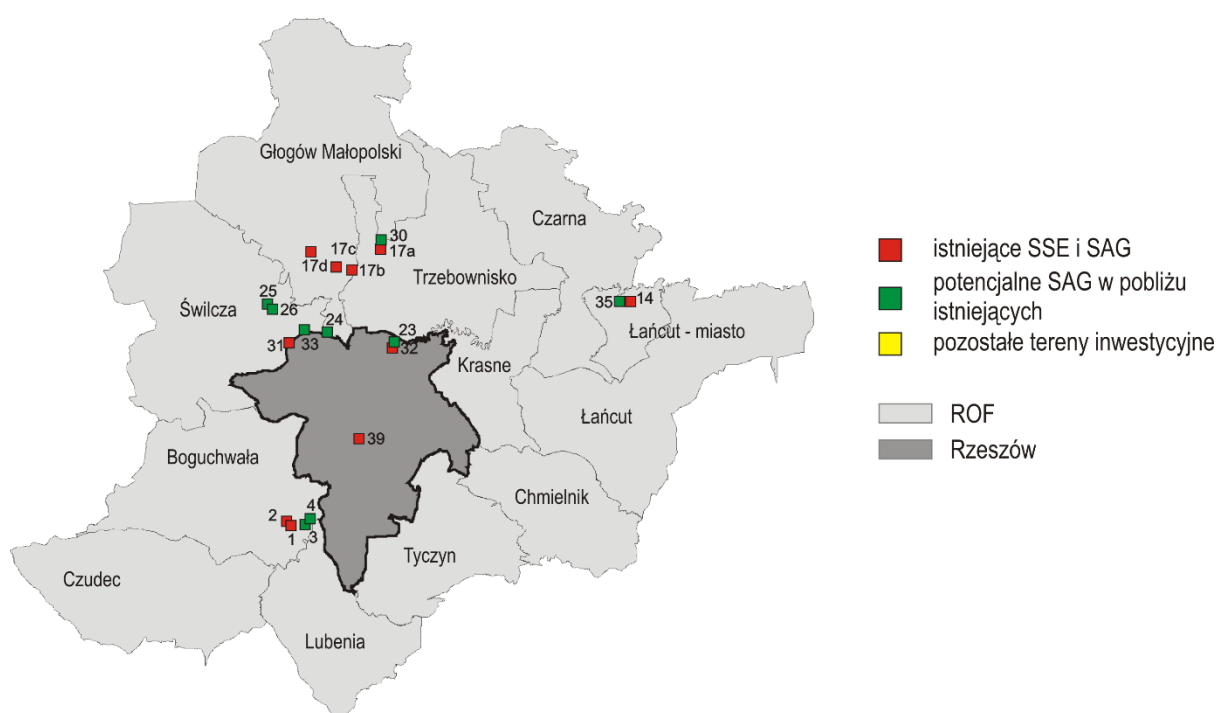 Głogów Małopolski
Czarna
30
17c
17a
17d
17b
Trzebownisko
25
26
Świlcza
35
14
24
23
Łańcut - miasto
31
33
32
Krasne
Łańcut
39
Boguchwała
Chmielnik
2
4
1
3
Tyczyn
Czudec
Lubenia
istniejące SSE i SAG
potencjalne SAG w pobliżu
istniejących
pozostałe tereny inwestycyjne
ROF
Rzeszów